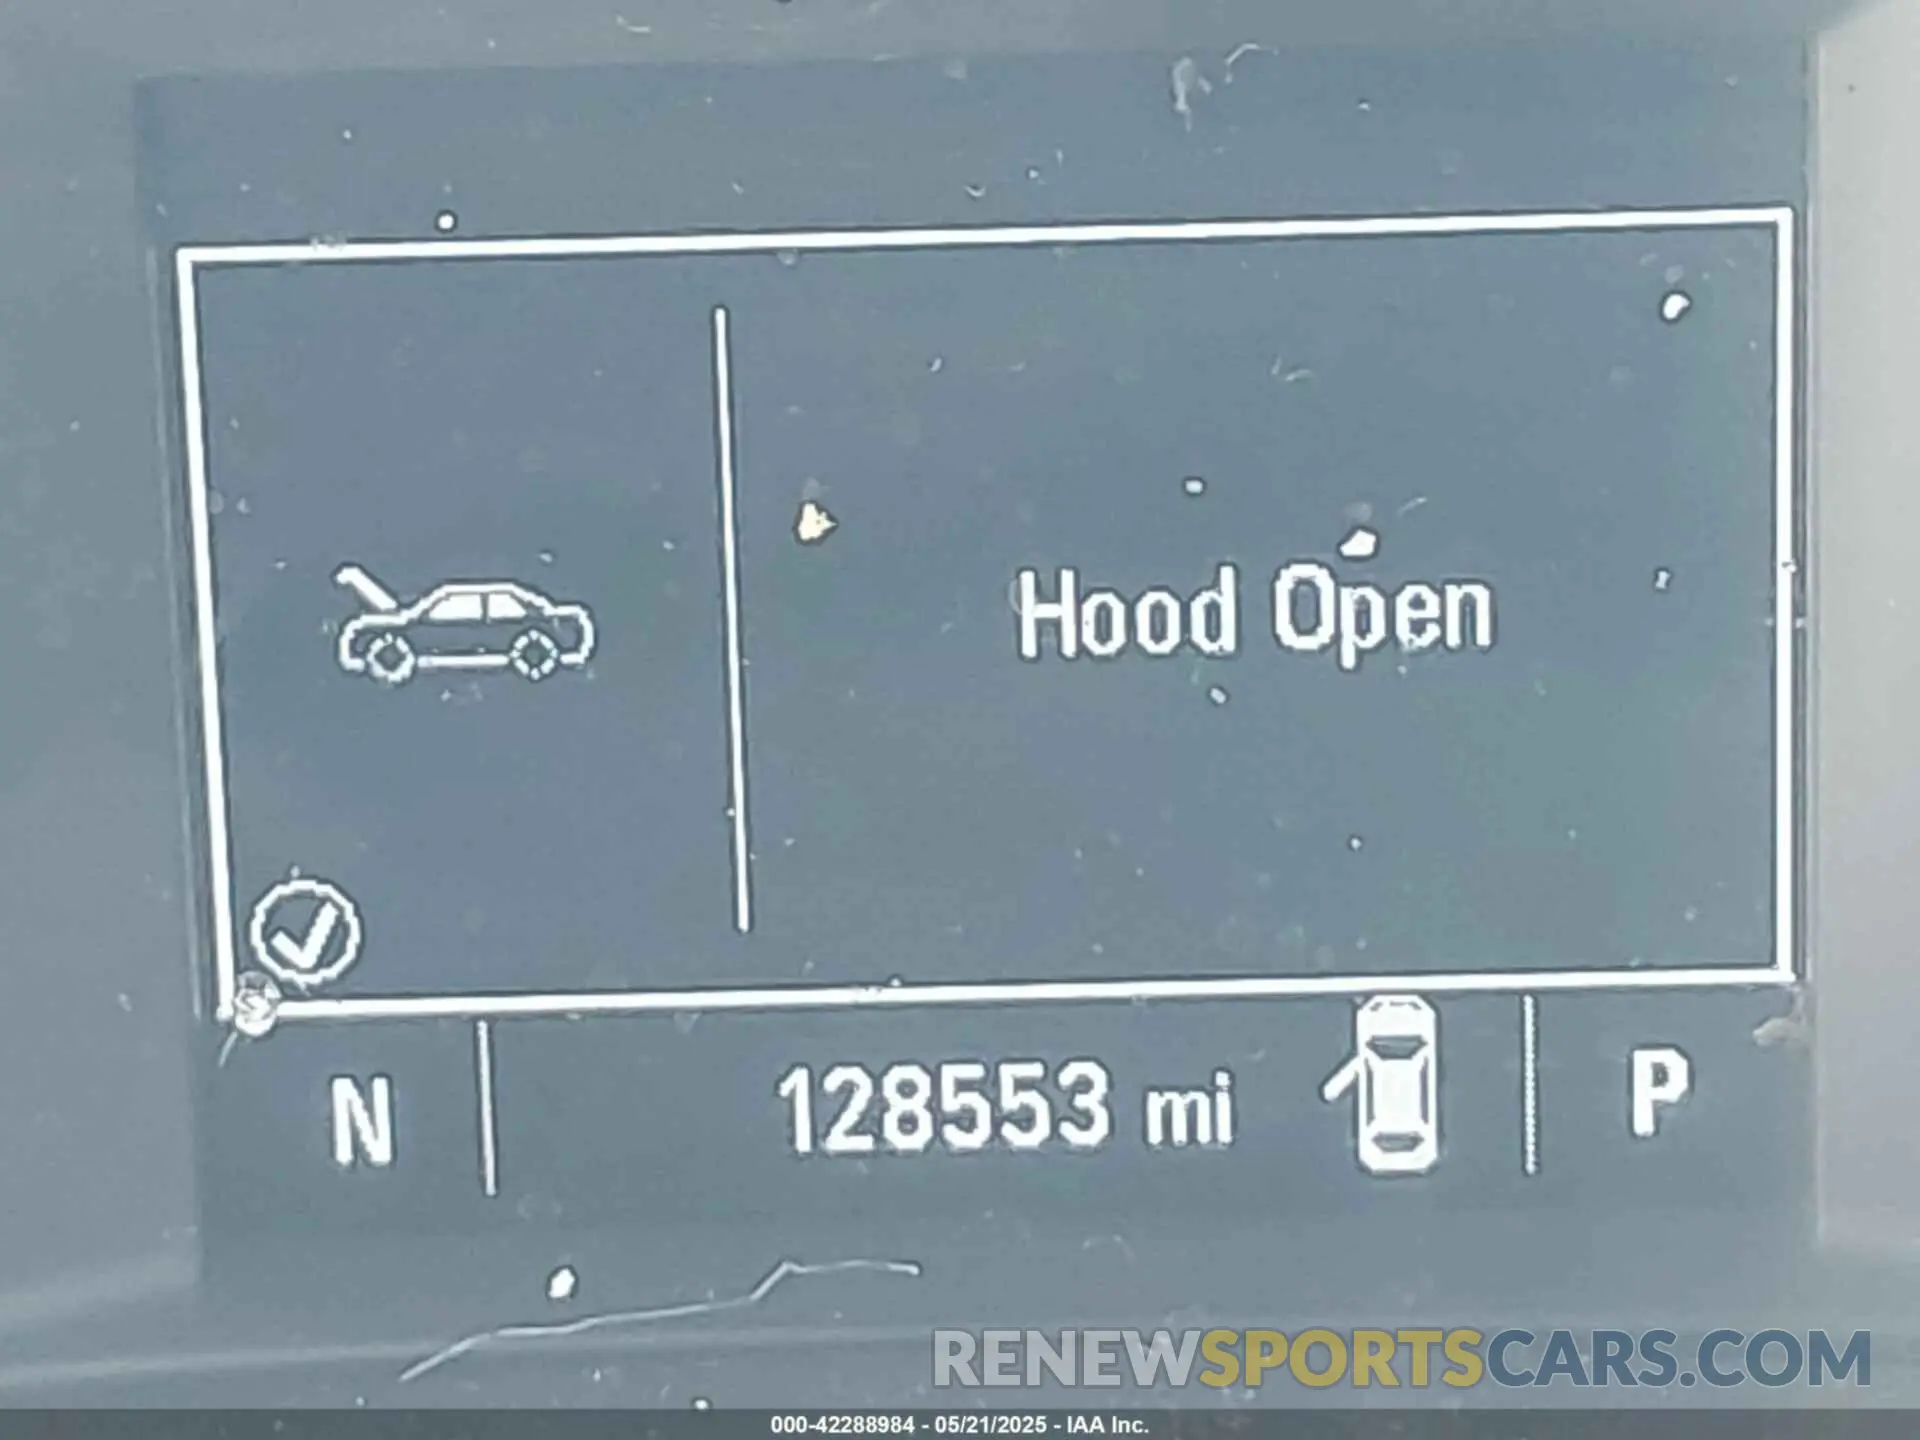 Hood Open
N 128553 mi P
RENEWSPORTSCARS.COM
000-42288984 - 05/21/2025 - IAA Inc.